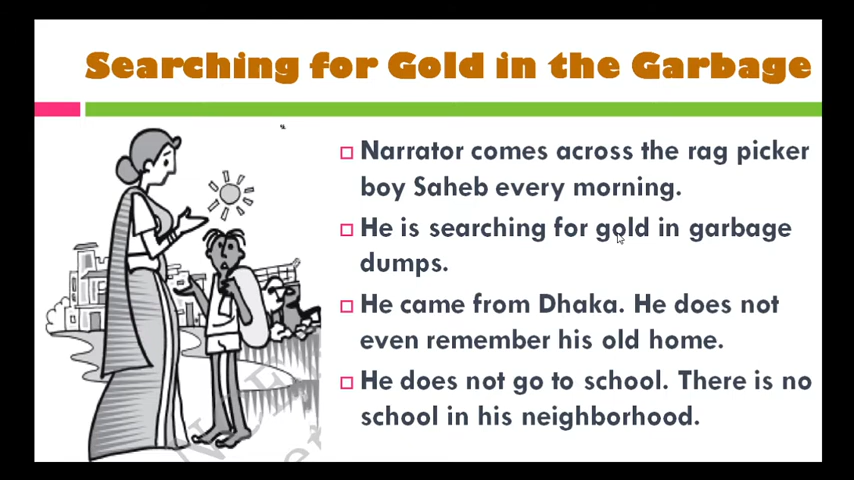 Searching for Gold in the Garbage
Narrator comes across the rag picker
boy Saheb every morning.
He is searching for gold in garbage
dumps.
He came from Dhaka. He does not
even remember his old home.
He does not go to school. There is no
school in his neighborhood.